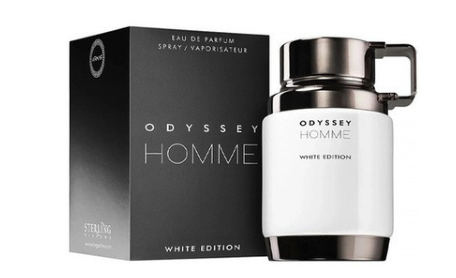 EAU DE PARFUM
SPRAY / VAPORISATEUR
ODYSSEY
HOMME
WHITE EDITION
STERLING
ODYSSEY
HOMME
WHITE EDITION